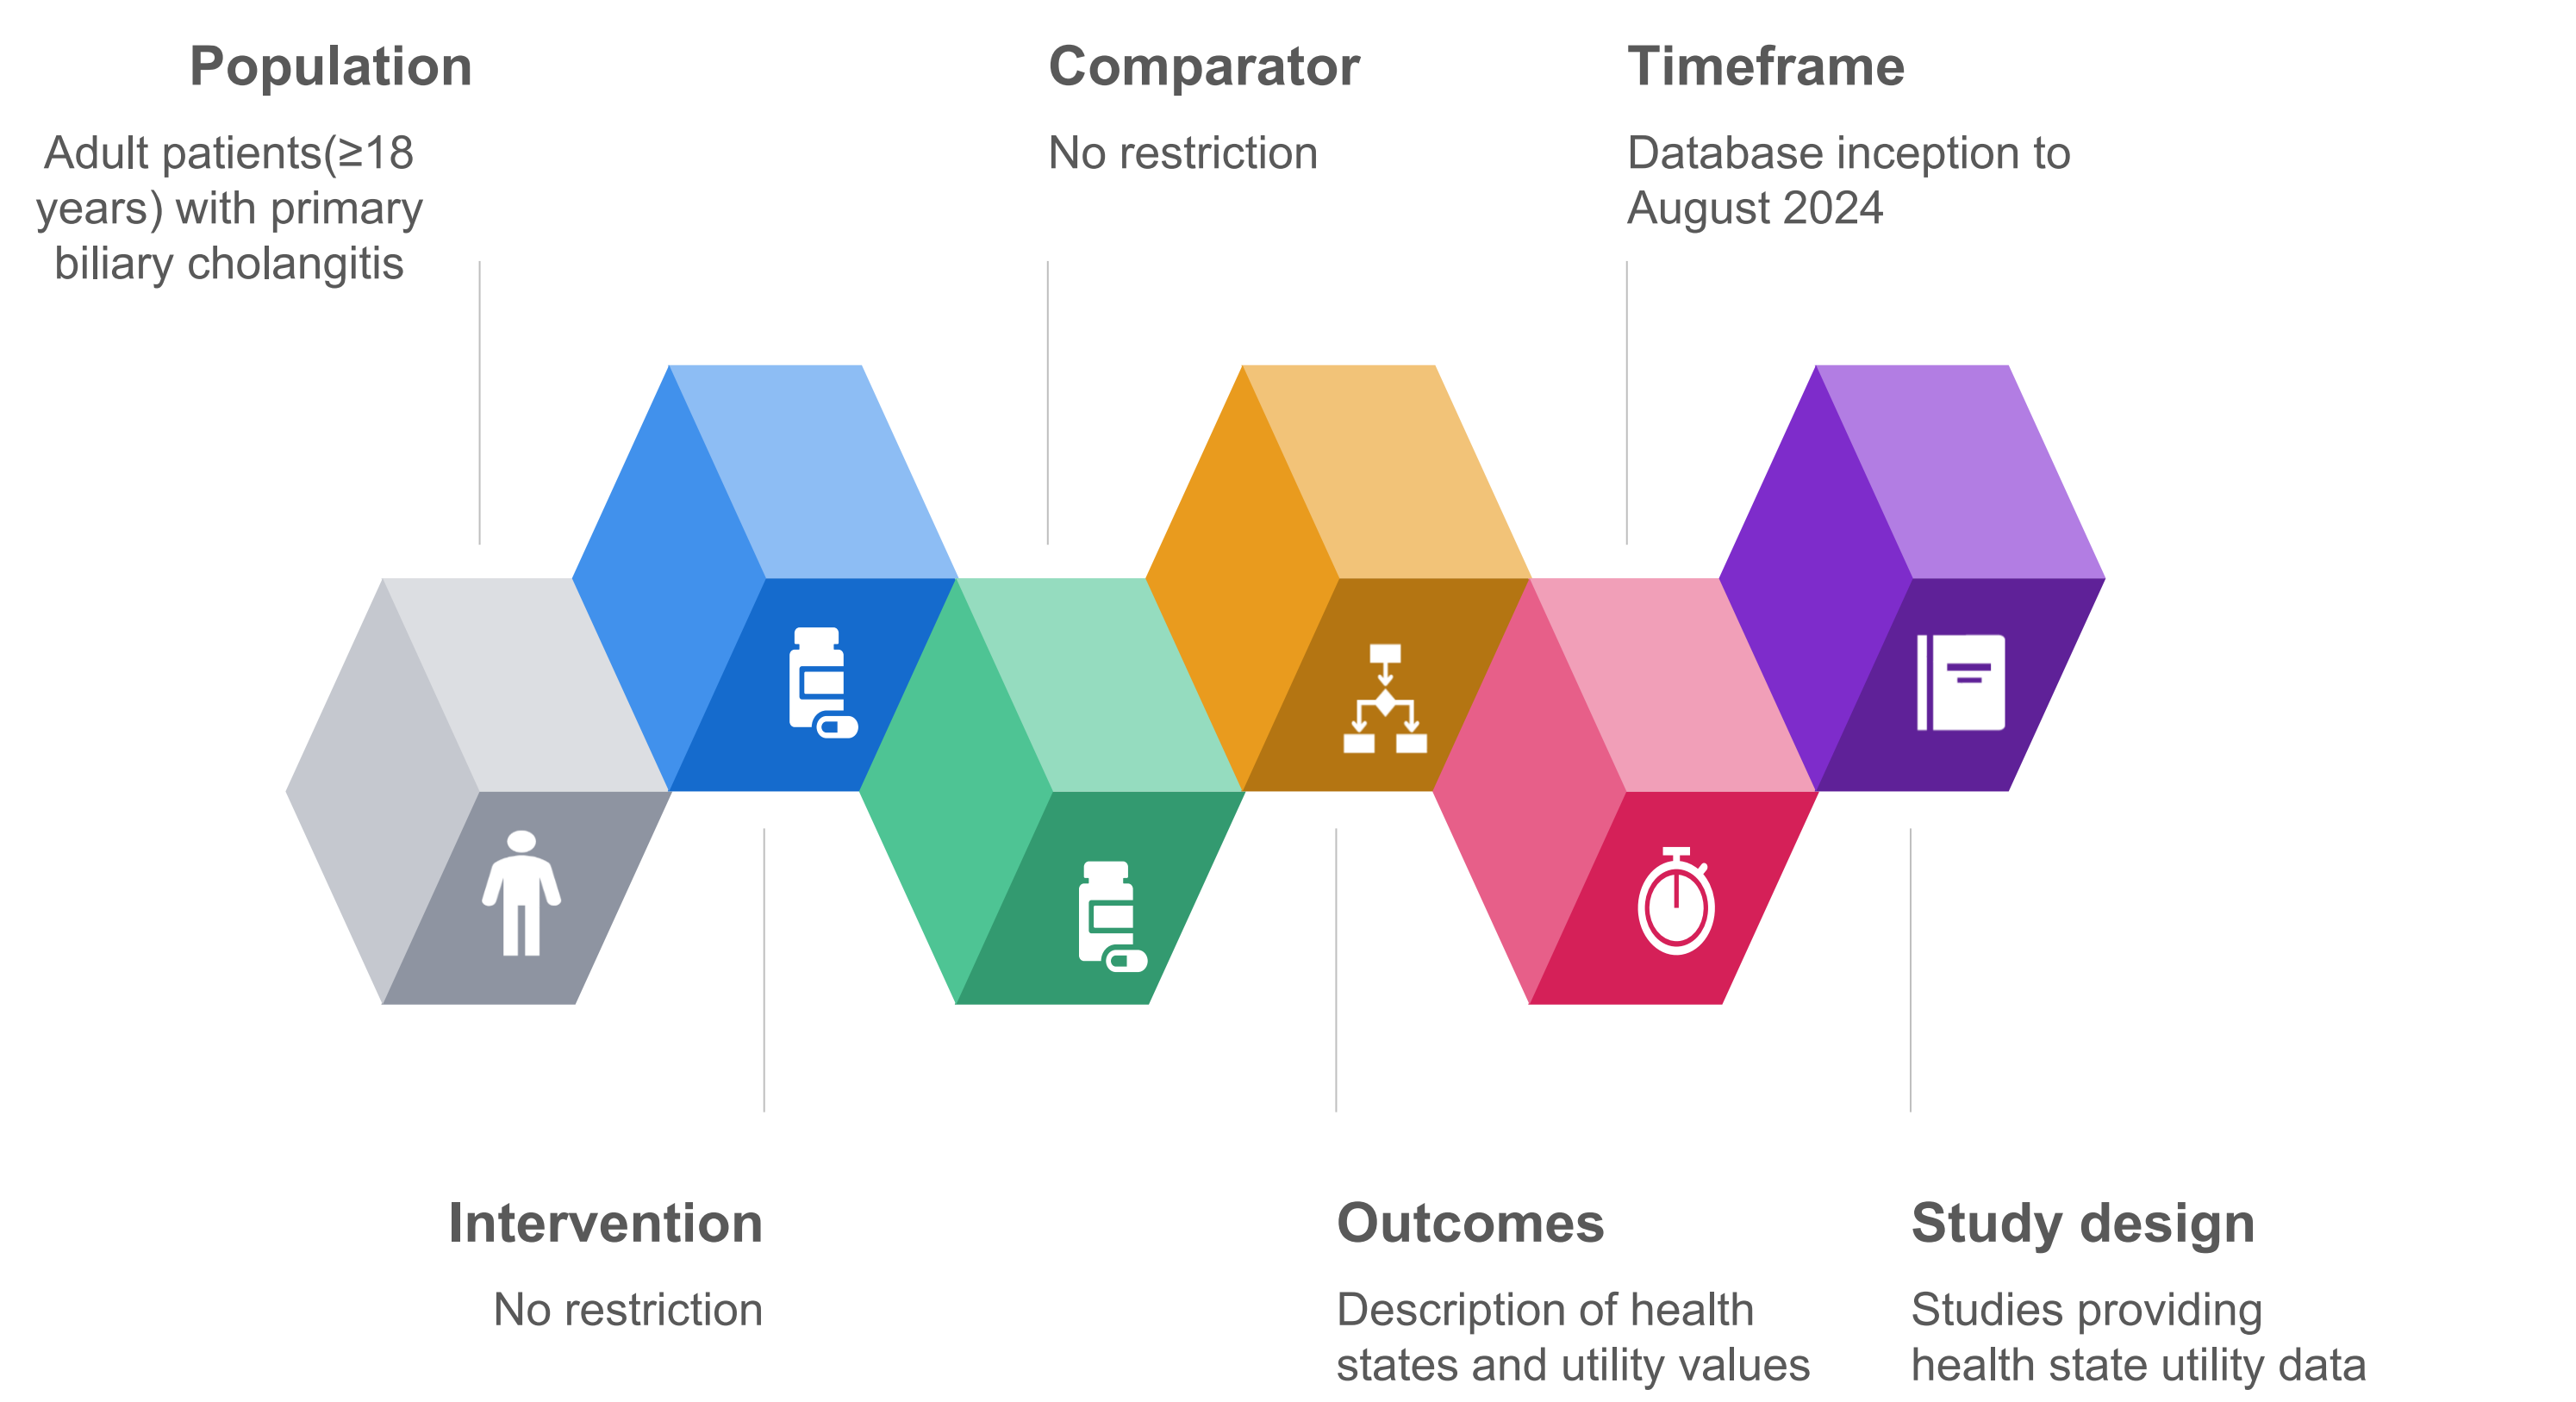 Population
Adult patients(≥18
years) with primary
biliary cholangitis
Comparator
No restriction
Timeframe
Database inception to
August 2024
Intervention
No restriction
Outcomes
Description of health
states and utility values
Study design
Studies providing
health state utility data